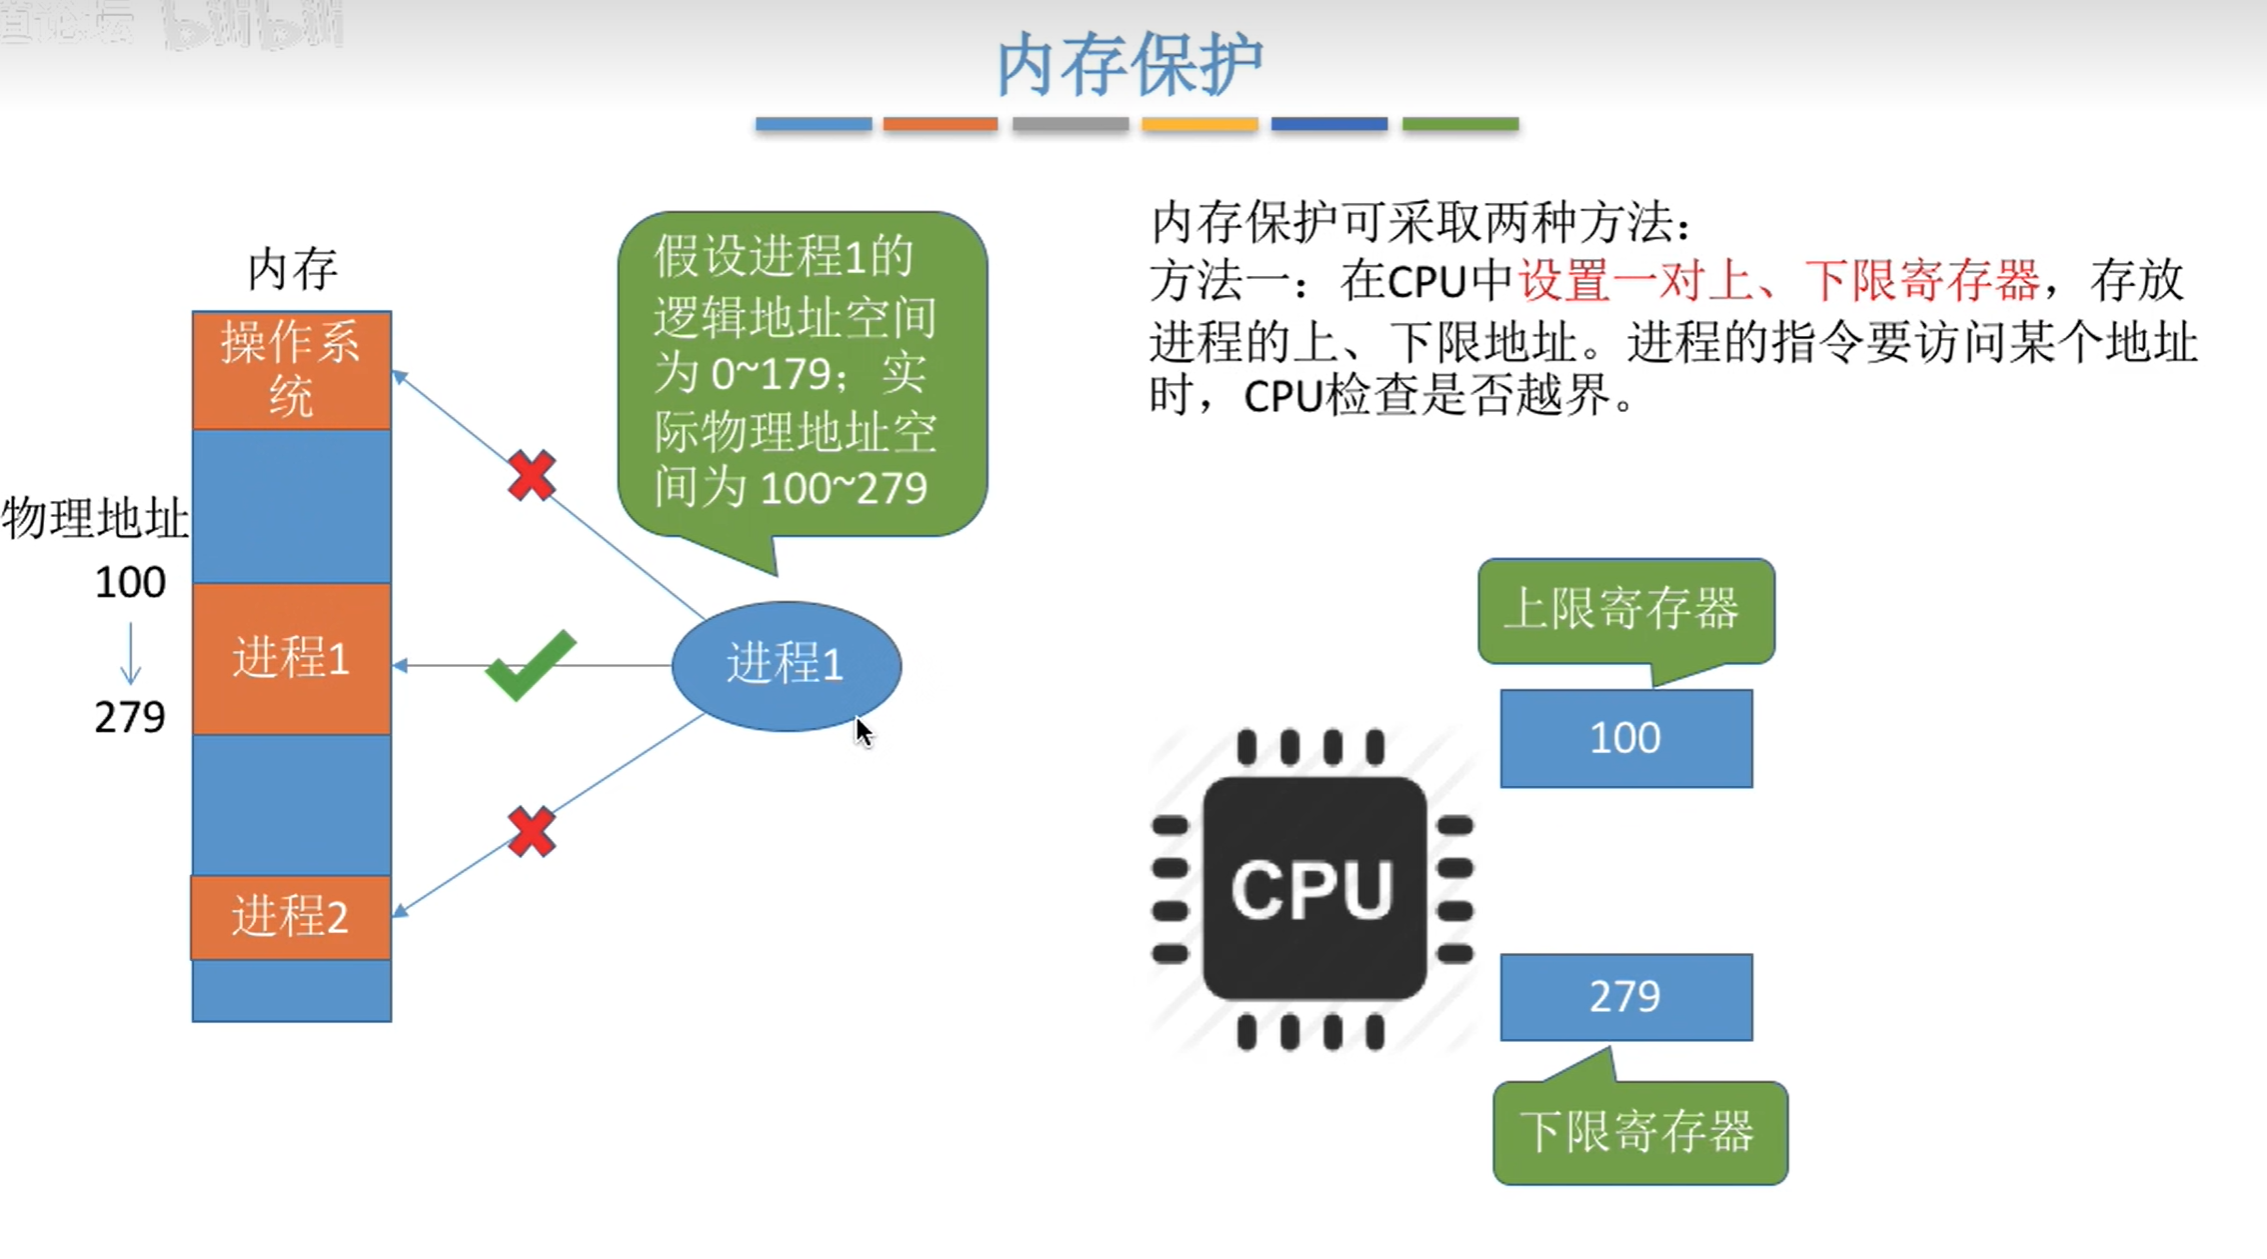 bilibili
内存保护
内存
操作系
统
物理地址
100
279
进程1
进程2
假设进程1的
逻辑地址空间
为 0~179；实
际物理地址空
间为 100~279
进程1
内存保护可采取两种方法：
方法一：在CPU中设置一对上、下限寄存器，存放
进程的上、下限地址。进程的指令要访问某个地址
时，CPU检查是否越界。
上限寄存器
100
CPU
279
下限寄存器